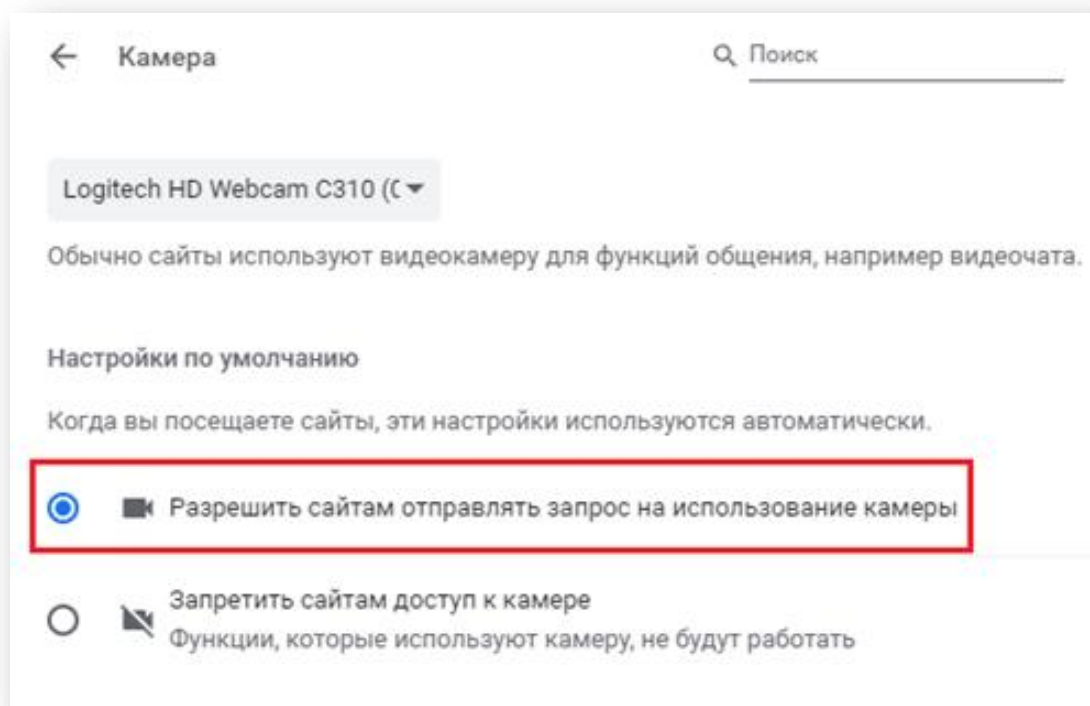 Камера
Поиск
Logitech HD Webcam C310 ((
Обычно сайты используют видеокамеру для функций общения, например видеочата.
Настройки по умолчанию
Когда вы посещаете сайты, эти настройки используются автоматически.
Разрешить сайтам отправлять запрос на использование камеры
Запретить сайтам доступ к камере
Функции, которые используют камеру, не будут работать